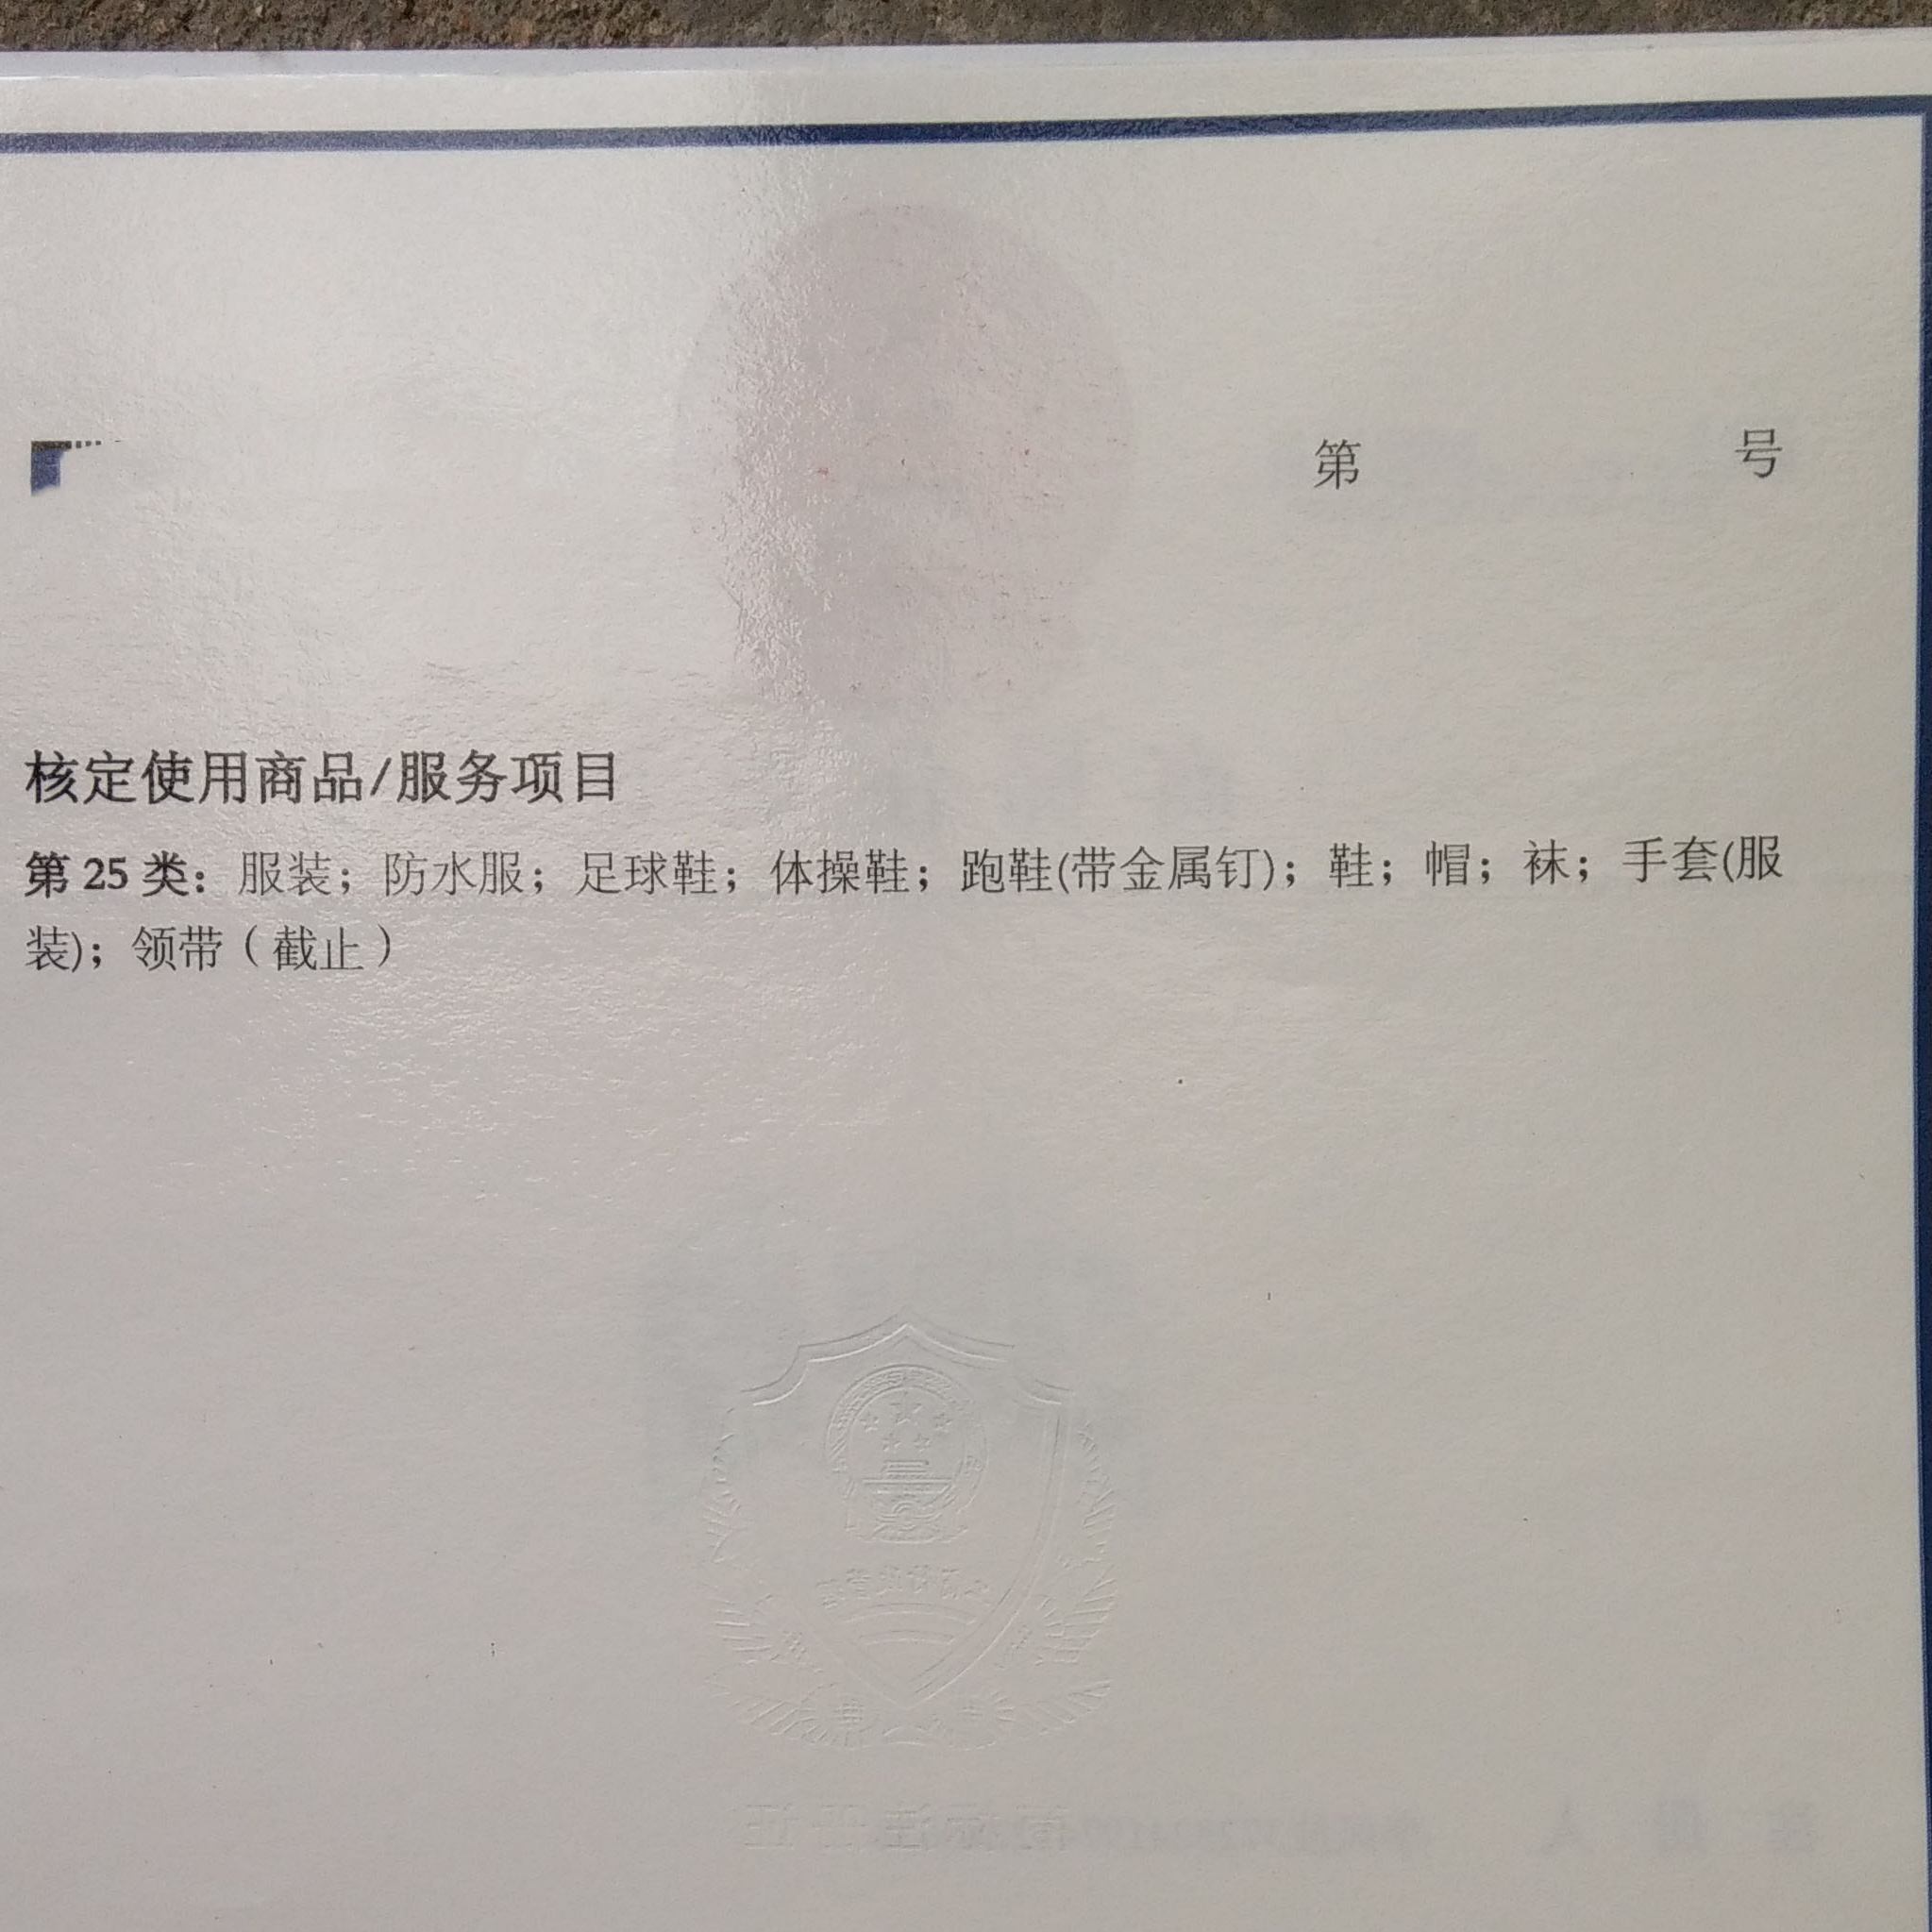 第 号
核定使用商品/服务项目
第 25 类：服装；防水服；足球鞋；体操鞋；跑鞋(带金属钉)；鞋；帽；袜；手套(服
装)；领带（截止）